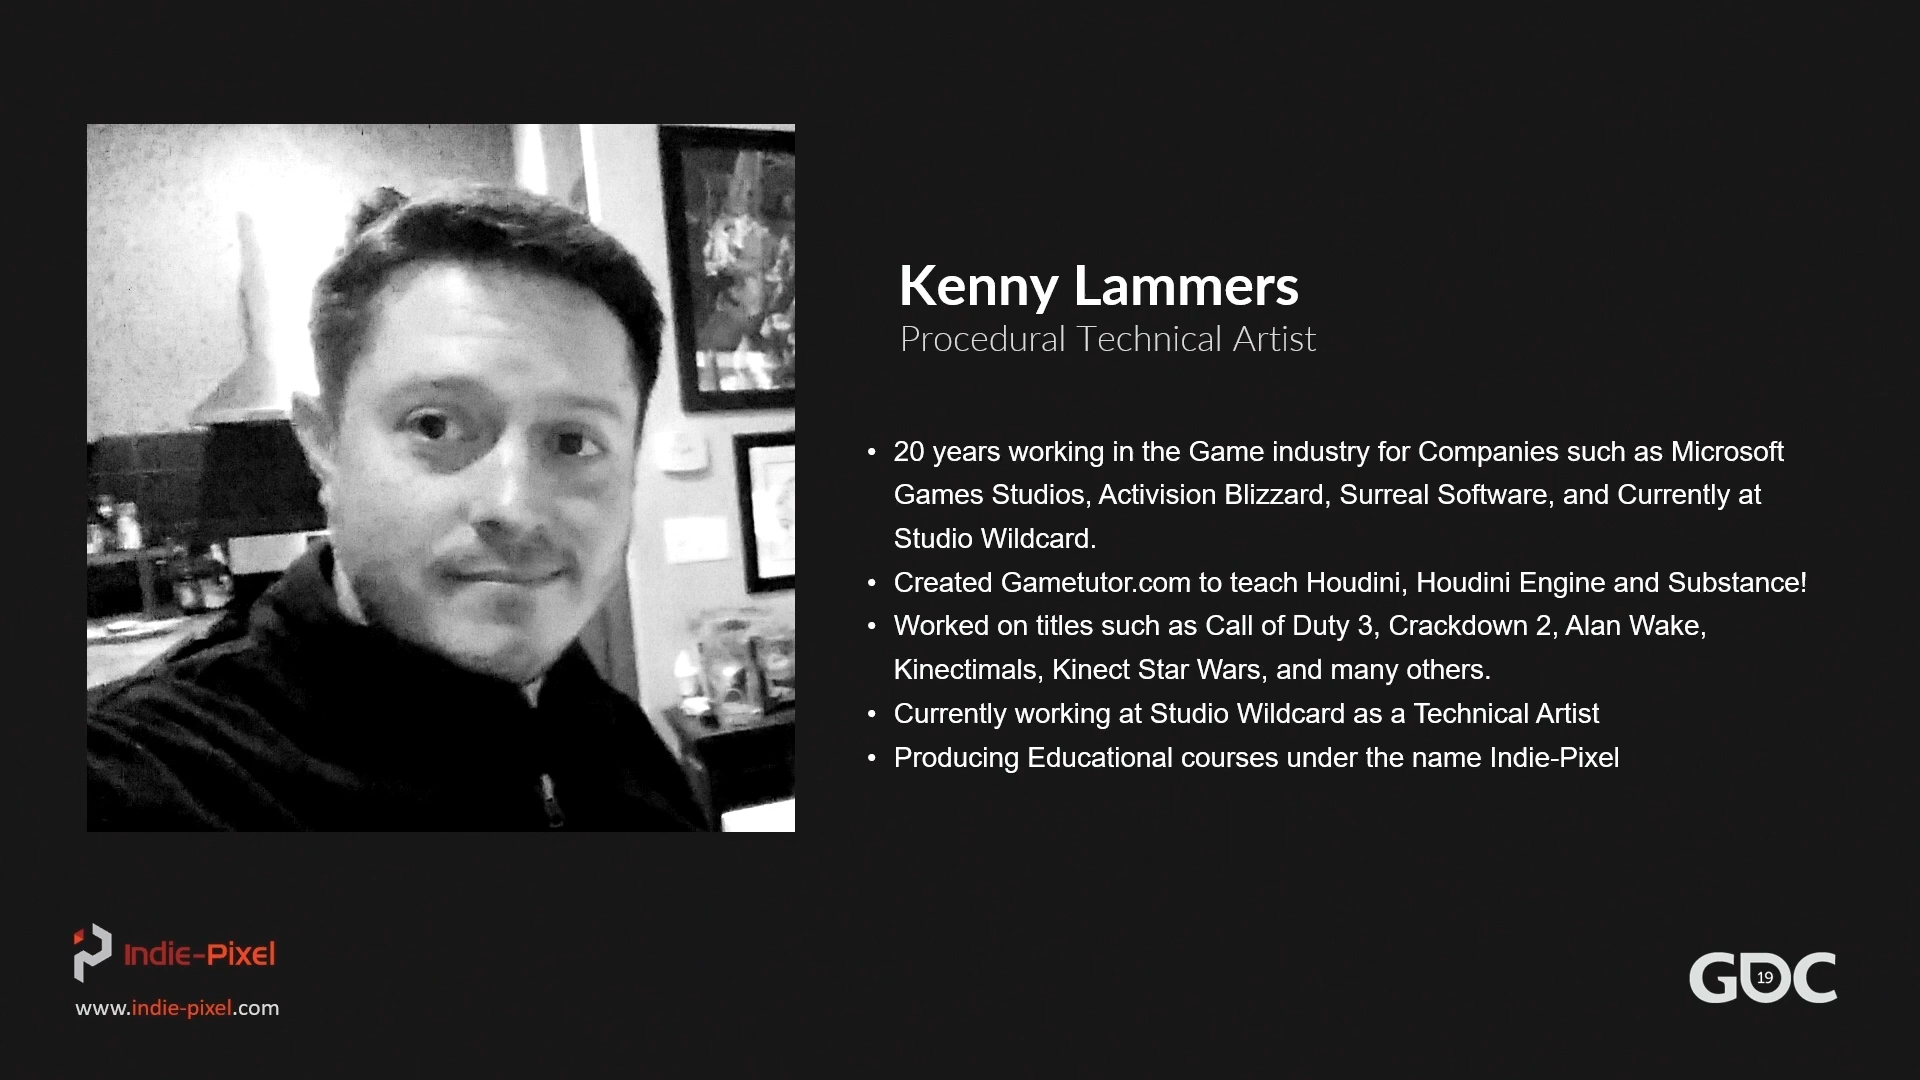 Kenny Lammers
Procedural Technical Artist
• 20 years working in the Game industry for Companies such as Microsoft
Games Studios, Activision Blizzard, Surreal Software, and Currently at
Studio Wildcard.
• Created Gametutor.com to teach Houdini, Houdini Engine and Substance!
• Worked on titles such as Call of Duty 3, Crackdown 2, Alan Wake,
Kinectimals, Kinect Star Wars, and many others.
• Currently working at Studio Wildcard as a Technical Artist
• Producing Educational courses under the name Indie-Pixel
Indie-Pixel
www.indie-pixel.com
GDC 19